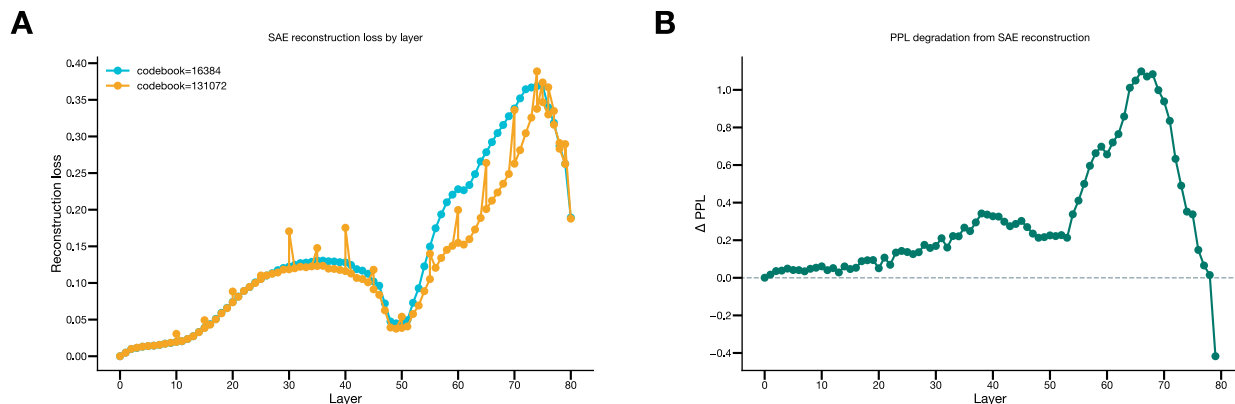 A
SAE reconstruction loss by layer
codebook=16384
codebook=131072
Reconstruction loss
0.40
0.35
0.30
0.25
0.20
0.15
0.10
0.05
0.00
0 10 20 30 40 50 60 70 80
Layer
B
PPL degradation from SAE reconstruction
Δ PPL
1.0
0.8
0.6
0.4
0.2
0.0
−0.2
−0.4
0 10 20 30 40 50 60 70 80
Layer